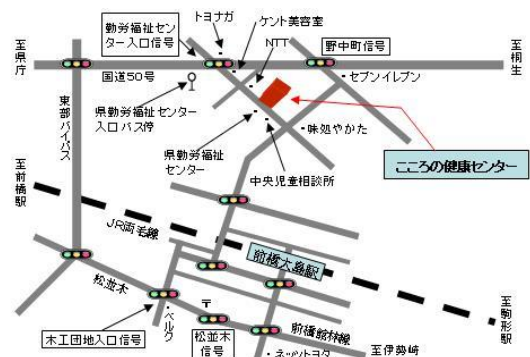 トヨナガ
勤労福祉セン
ター入口信号
ケント美容室
NTT
野中町信号
至県庁
至桐生
国道50号
セブンイレブン
東部バイパス
県勤労福祉センター
入口バス停
県勤労福祉
センター
味処やかた
中央児童相談所
こころの健康センター
至前橋駅
JR両毛線
前橋大島駅
松並木
至駒形駅
ベルク
木工団地入口信号
松並木
信号
前橋館林線
ネッツトヨタ
至伊勢崎